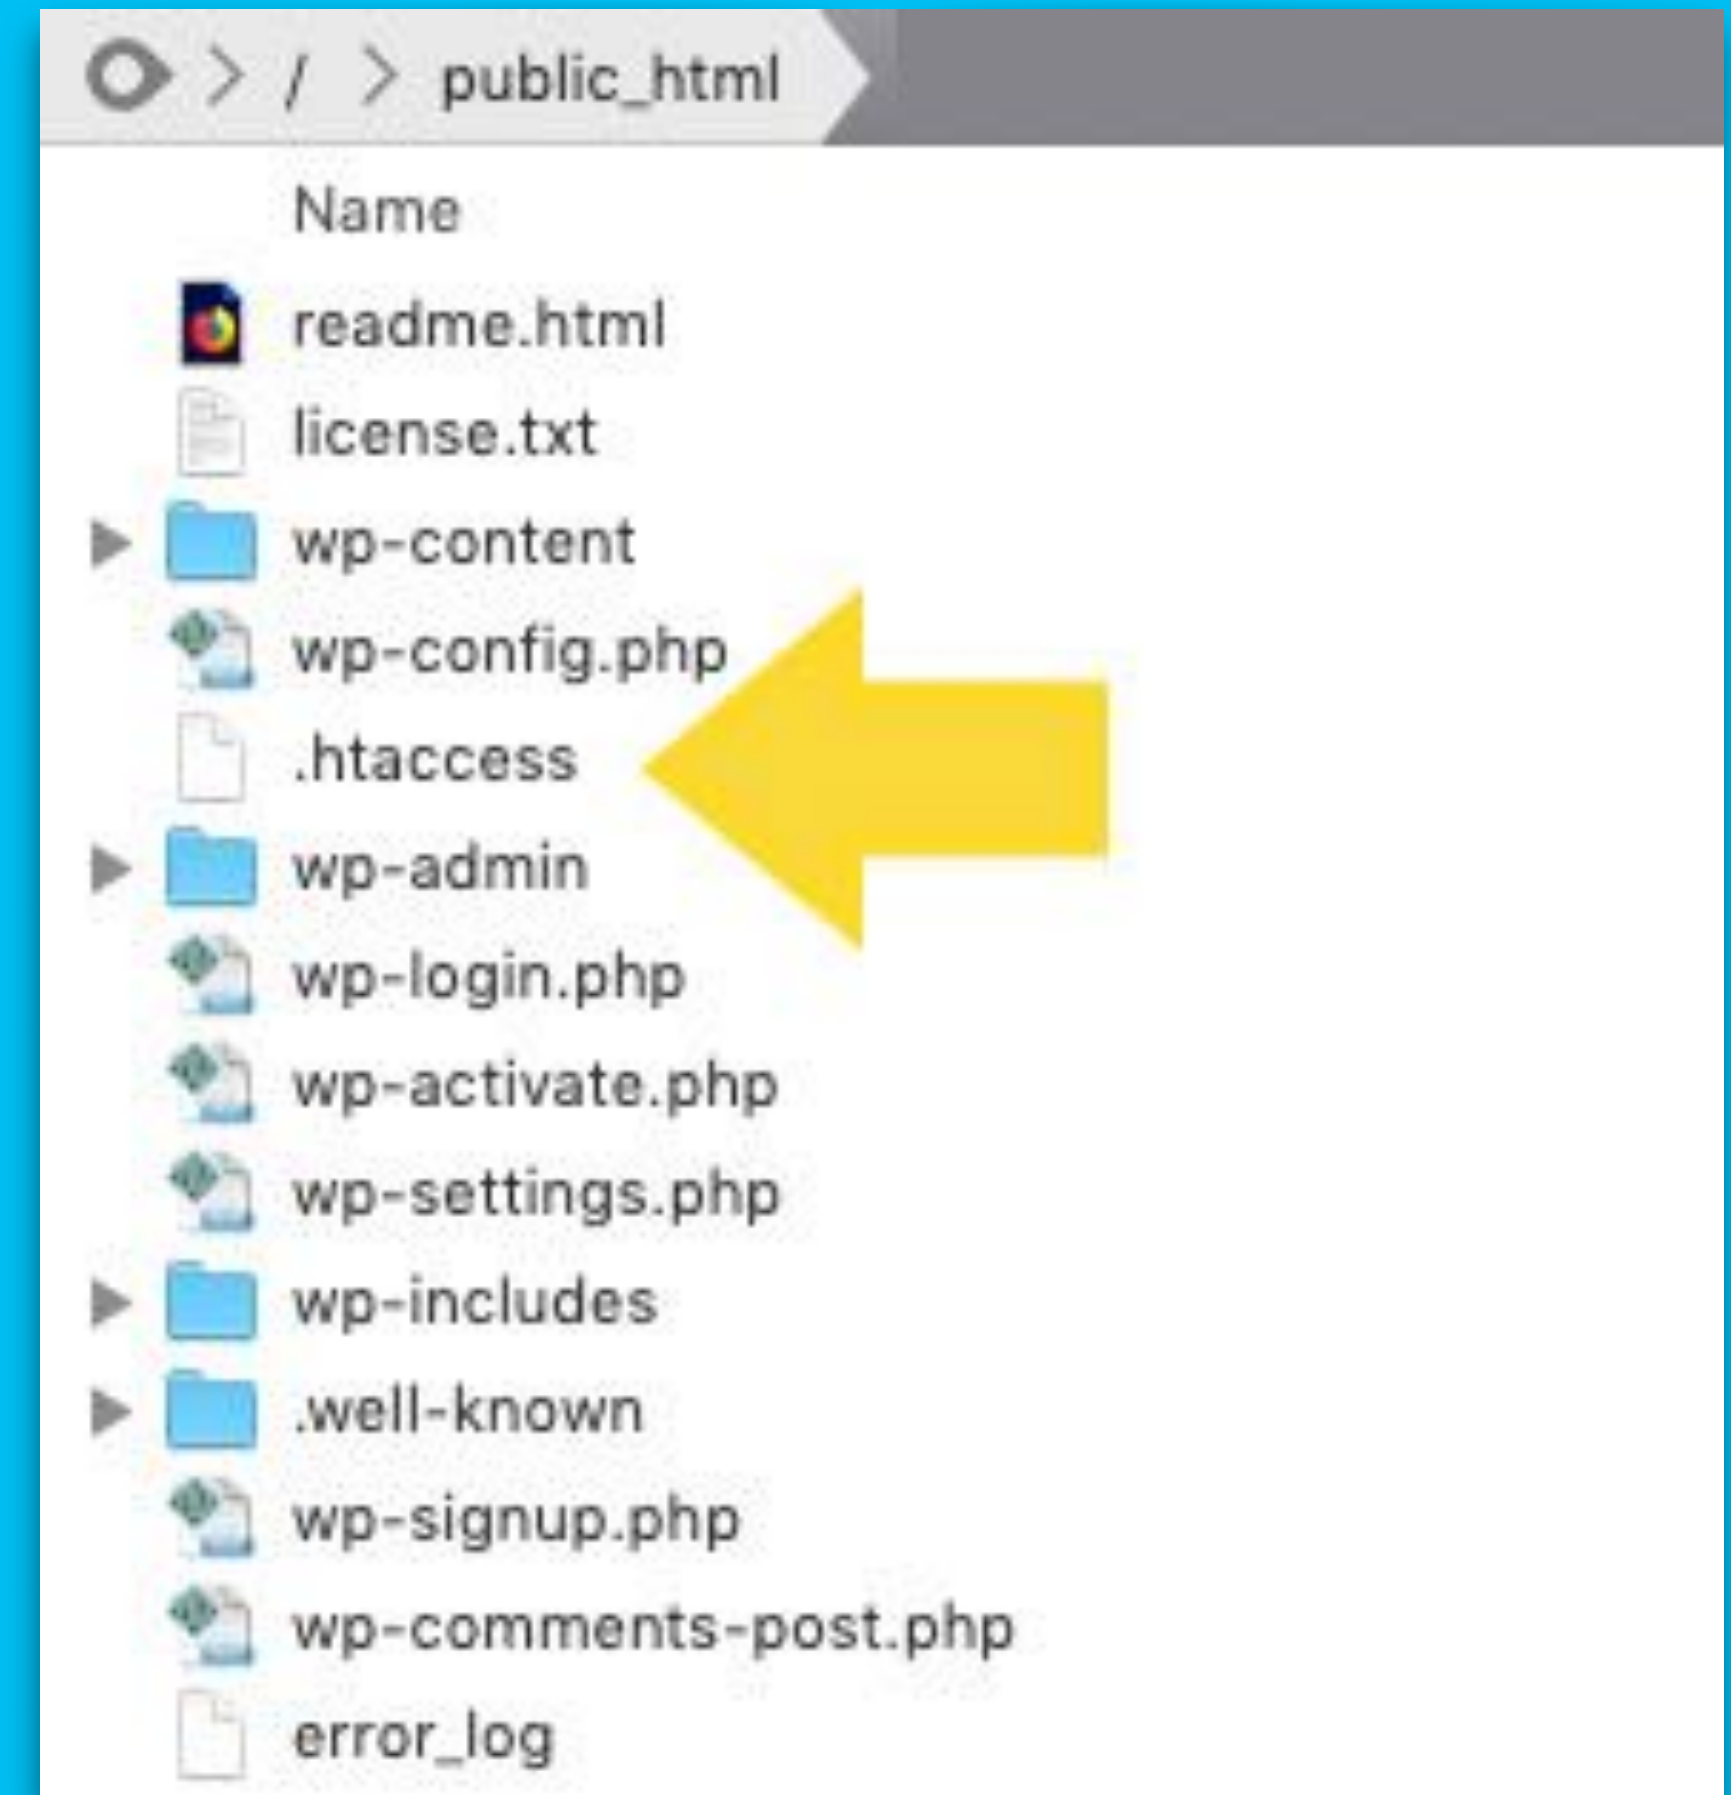 / > public_html
Name
readme.html
license.txt
wp-content
wp-config.php
.htaccess
wp-admin
wp-login.php
wp-activate.php
wp-settings.php
wp-includes
.well-known
wp-signup.php
wp-comments-post.php
error_log